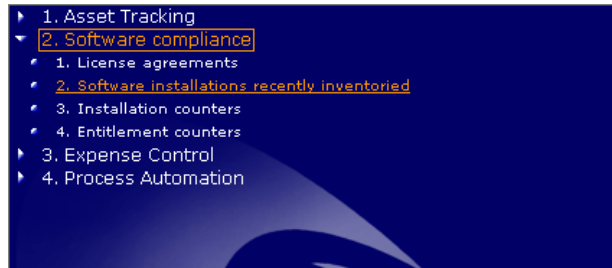 1. Asset Tracking
2. Software compliance
1. License agreements
2. Software installations recently inventoried
3. Installation counters
4. Entitlement counters
3. Expense Control
4. Process Automation